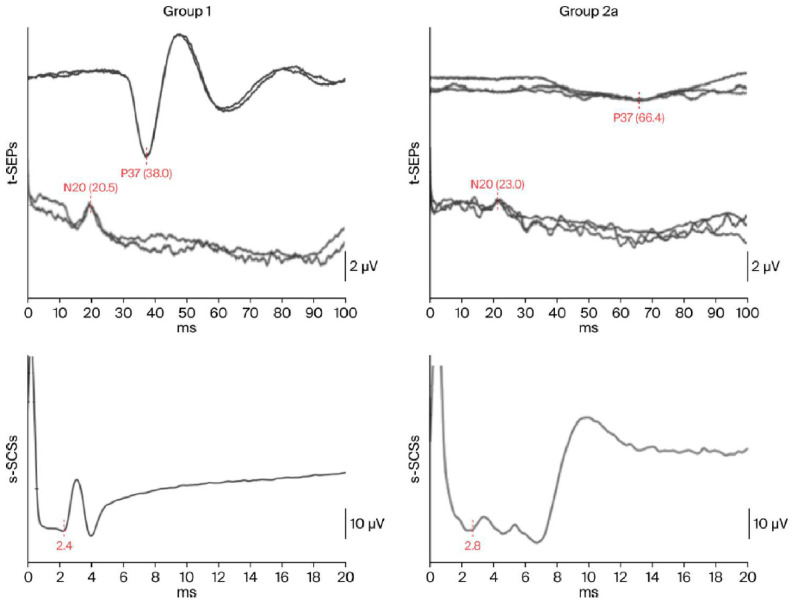 Group 1
Group 2a
t-SEPs
P37 (38.0)
N20 (20.5)
2 µV
0 10 20 30 40 50 60 70 80 90 100
ms
t-SEPs
P37 (66.4)
N20 (23.0)
2 µV
0 10 20 30 40 50 60 70 80 90 100
ms
s-SCSs
2.4
10 µV
0 2 4 6 8 10 12 14 16 18 20
ms
s-SCSs
2.8
10 µV
0 2 4 6 8 10 12 14 16 18 20
ms